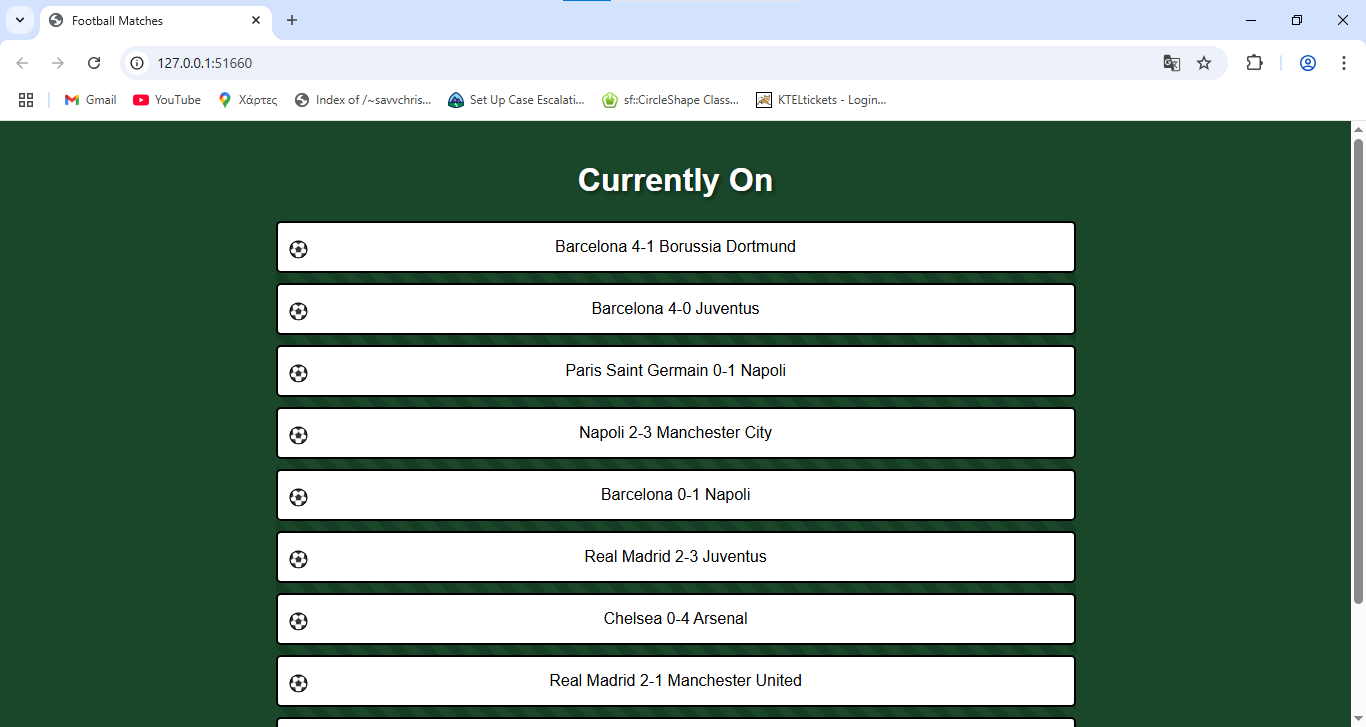 Football Matches
127.0.0.1:51660
Gmail
YouTube
Χάρτες
Index of /~savvchris...
Set Up Case Escalati...
sf::CircleShape Class...
KTELtickets - Login...
Currently On
Barcelona 4-1 Borussia Dortmund
Barcelona 4-0 Juventus
Paris Saint Germain 0-1 Napoli
Napoli 2-3 Manchester City
Barcelona 0-1 Napoli
Real Madrid 2-3 Juventus
Chelsea 0-4 Arsenal
Real Madrid 2-1 Manchester United